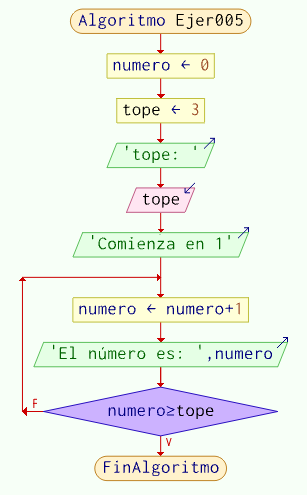 Algoritmo Ejer005
numero ← 0
tope ← 3
'tope: '
tope
'Comienza en 1'
numero ← numero+1
'El número es: ',numero
numero≥tope
F
V
FinAlgoritmo